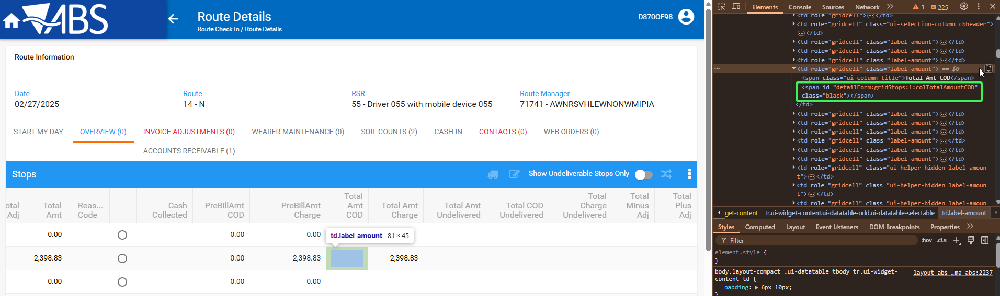 ABS
Route Details
Route Check In / Route Details
D870OF98
Route Information
Date
Route
RSR
Route Manager
02/27/2025
14 - N
55 - Driver 055 with mobile device 055
71741 - AWNRSVHLEWNONWMIPIA
START MY DAY
OVERVIEW (0)
INVOICE ADJUSTMENTS (0)
WEARER MAINTENANCE (0)
SOIL COUNTS (2)
CASH IN
CONTACTS (0)
WEB ORDERS (0)
ACCOUNTS RECEIVABLE (1)
Stops
Show Undeliverable Stops Only
otal Adj
Total Amt
Reas... Code
Cash Collected
PreBillAmt COD
PreBillAmt Charge
Total Amt COD
Total Amt Charge
Total Amt Undelivered
Total COD Undelivered
Total Charge Undelivered
Total Minus Adj
Total Plus Adj
0.00 0.00 0.00
td.label-amount 81 × 45
2,398.83 0.00 2,398.83 2,398.83
0.00 0.00 0.00
Elements Console Sources Network 1 225
<td role="gridcell">…</td>
<td role="gridcell" class="ui-selection-column cbheader">
…</td>
<td role="gridcell" class="label-amount">…</td>
<td role="gridcell" class="label-amount">…</td>
<td role="gridcell" class="label-amount">…</td>
<td role="gridcell" class="label-amount"> == $0
<span class="ui-column-title">Total Amt COD</span>
<span id="detailForm:gridStops:1:colTotalAmountCOD"
class="black"></span>
</td>
<td role="gridcell" class="label-amount">…</td>
<td role="gridcell" class="label-amount">…</td>
<td role="gridcell" class="label-amount">…</td>
<td role="gridcell" class="label-amount">…</td>
<td role="gridcell" class="label-amount">…</td>
<td role="gridcell" class="label-amount">…</td>
<td role="gridcell" class="ui-helper-hidden label-amoun
t">…</td>
<td role="gridcell" class="ui-helper-hidden label-amoun
t">…</td>
<td role="gridcell" class="ui-helper-hidden label-amoun
get-content tr.ui-widget-content.ui-datatable-odd.ui-datatable-selectable td.label-amount
Styles Computed Layout Event Listeners DOM Breakpoints Properties
Filter :hov .cls
element.style {
}
body.layout-compact .ui-datatable tbody tr.ui-widget- layout-abs-…ma-abs:2237
content td {
padding: 6px 10px;
}